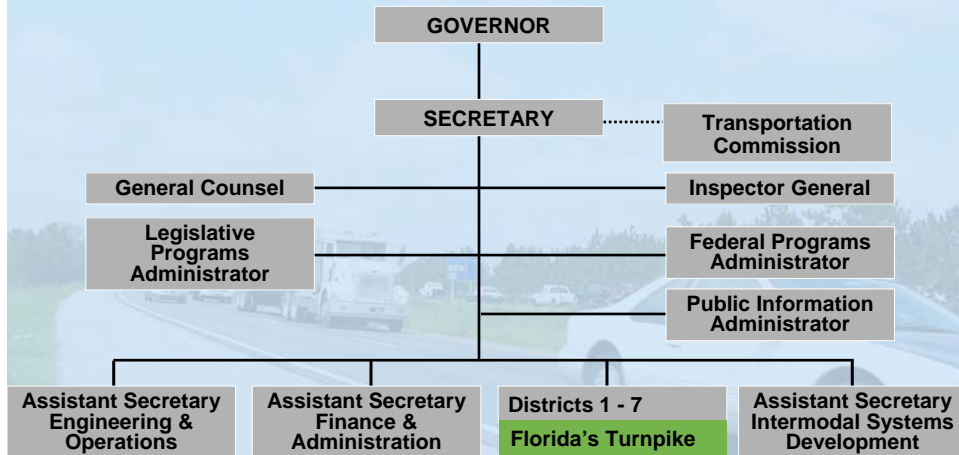 GOVERNOR
SECRETARY
Transportation
Commission
General Counsel
Inspector General
Legislative
Programs
Administrator
Federal Programs
Administrator
Public Information
Administrator
Assistant Secretary
Engineering &
Operations
Assistant Secretary
Finance &
Administration
Districts 1 - 7
Florida's Turnpike
Assistant Secretary
Intermodal Systems
Development